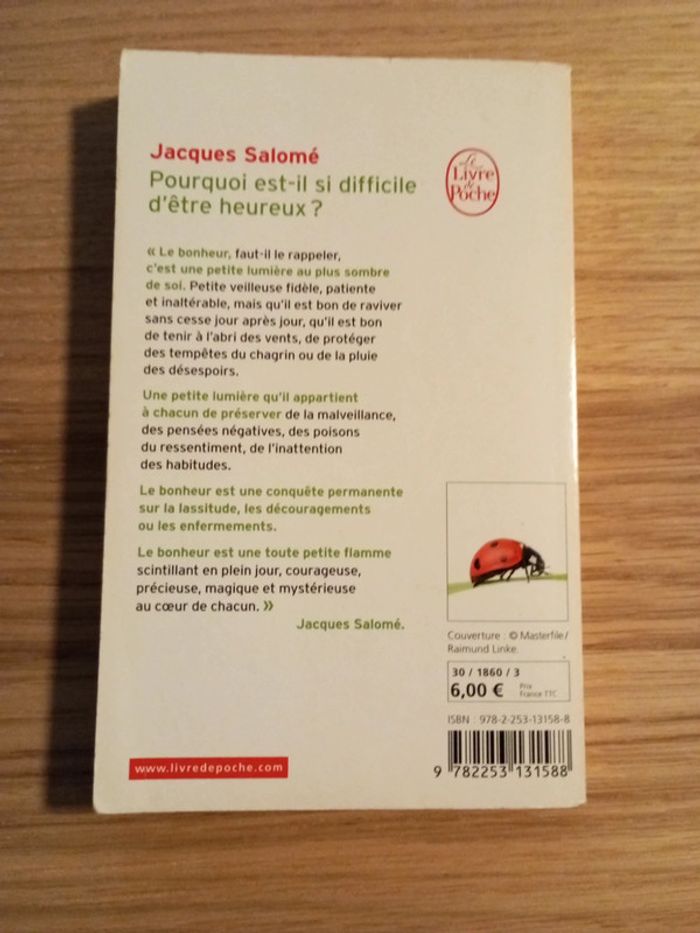 Jacques Salomé
Pourquoi est-il si difficile
d'être heureux ?
Le
Livre
de
Poche
« Le bonheur, faut-il le rappeler,
c'est une petite lumière au plus sombre
de soi. Petite veilleuse fidèle, patiente
et inaltérable, mais qu'il est bon de raviver
sans cesse jour après jour, qu'il est bon
de tenir à l'abri des vents, de protéger
des tempêtes du chagrin ou de la pluie
des désespoirs.
Une petite lumière qu'il appartient
à chacun de préserver de la malveillance,
des pensées négatives, des poisons
du ressentiment, de l'inattention
des habitudes.
Le bonheur est une conquête permanente
sur la lassitude, les découragements
ou les enfermements.
Le bonheur est une toute petite flamme
scintillant en plein jour, courageuse,
précieuse, magique et mystérieuse
au cœur de chacun. »
Jacques Salomé.
Couverture : © Masterfile/
Raimund Linke.
30 / 1860 / 3
6,00 € Prix
France TTC
ISBN : 978-2-253-13158-8
9 782253 131588
www.livredepoche.com